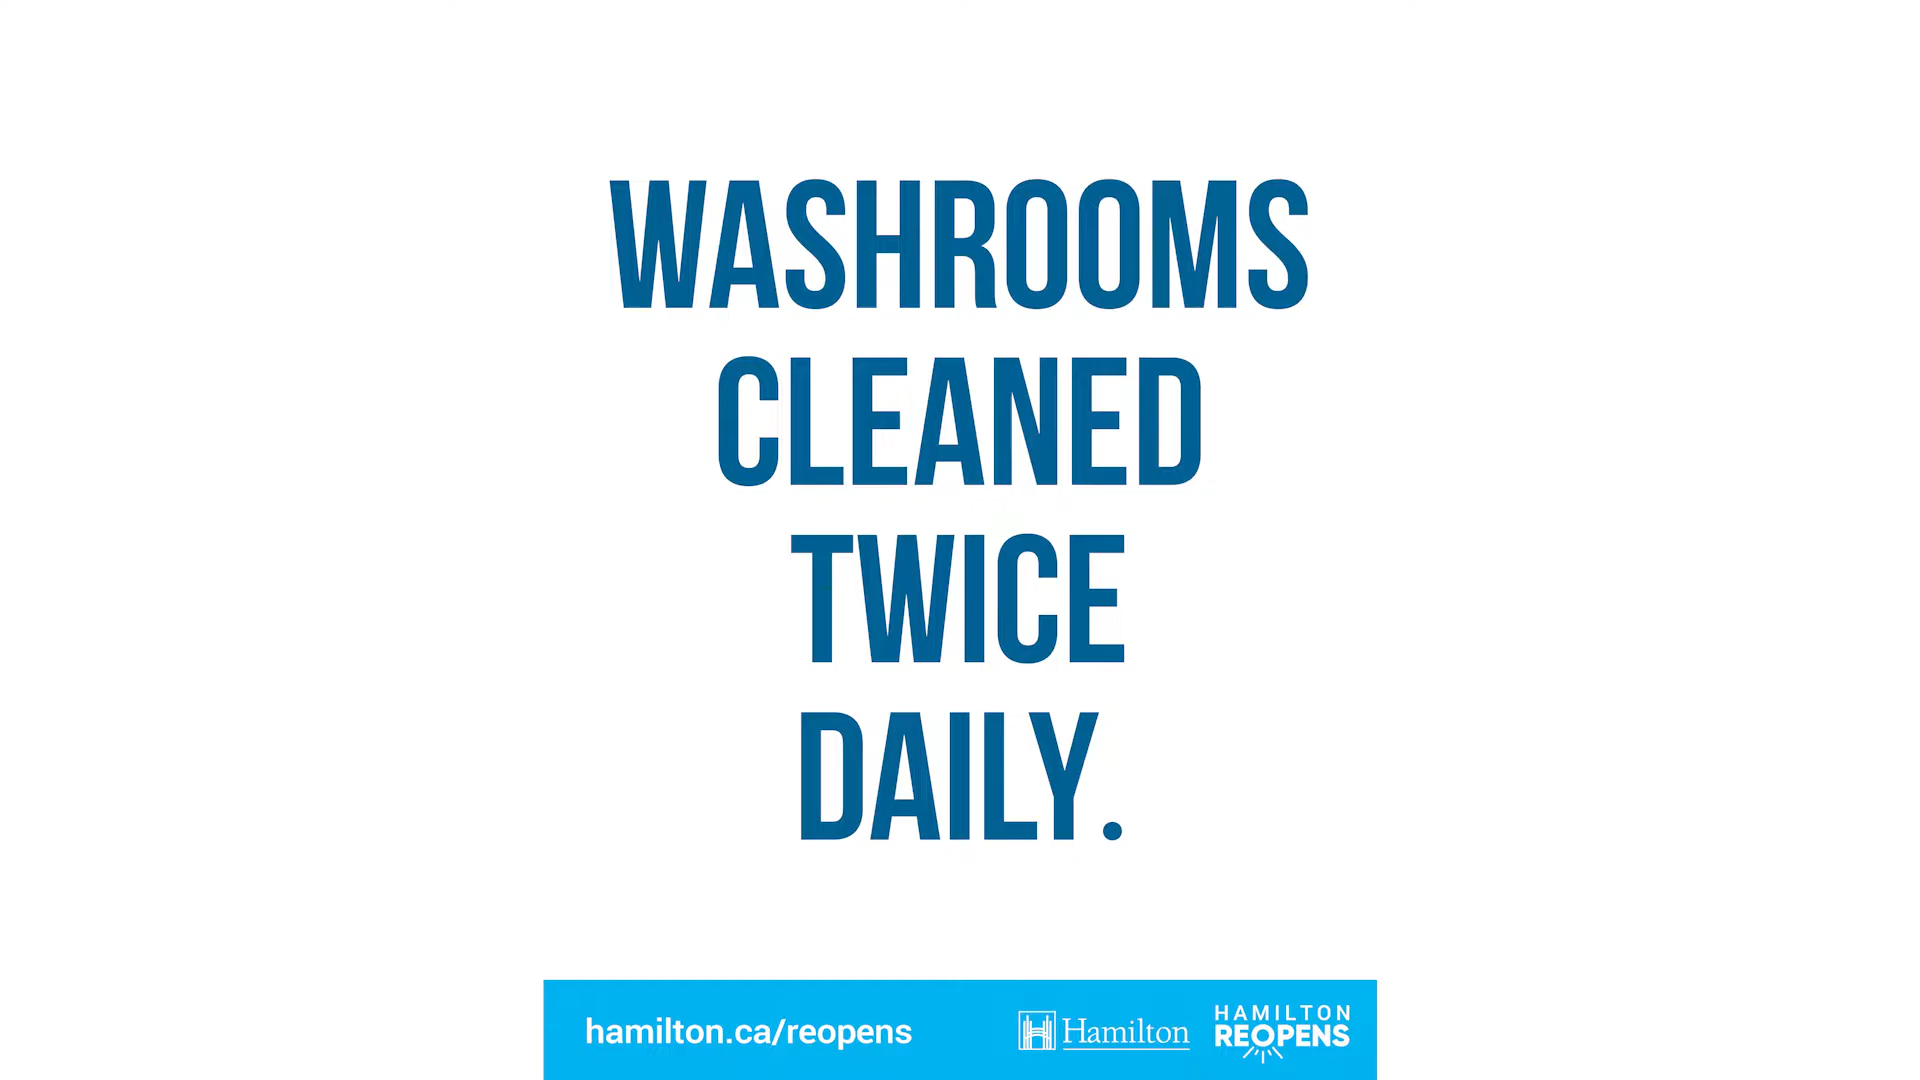 WASHROOMS
CLEANED
TWICE
DAILY.
hamilton.ca/reopens
Hamilton
HAMILTON
REOPENS